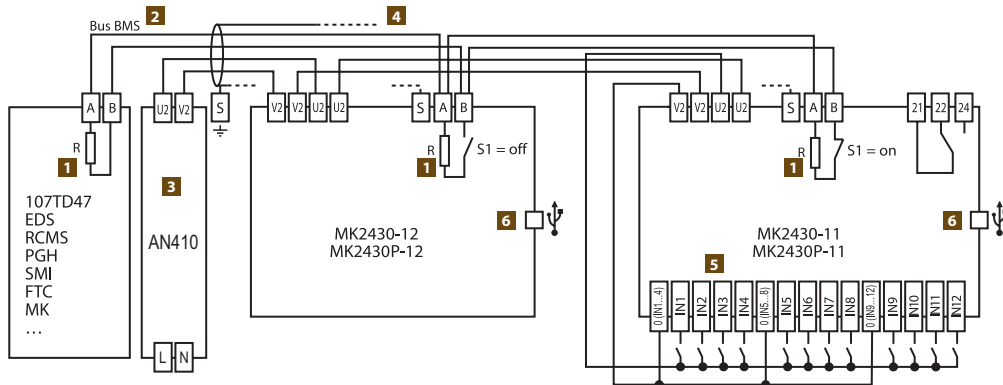 Bus BMS
2
4
A
B
U2
V2
S
V2
V2
U2
U2
S
A
B
V2
V2
U2
U2
S
A
B
21
22
24
R
1
R
1
S1 = off
R
1
S1 = on
3
6
6
107TD47
EDS
RCMS
PGH
SMI
FTC
MK
...
AN410
MK2430-12
MK2430P-12
MK2430-11
MK2430P-11
5
0 (IN1...4)
IN1
IN2
IN3
IN4
0 (IN5...8)
IN5
IN6
IN7
IN8
0 (IN9...12)
IN9
IN10
IN11
IN12
L
N